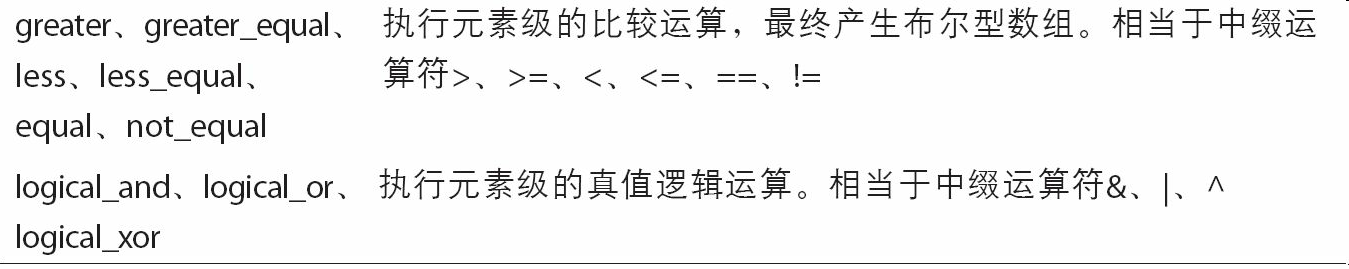 greater、greater_equal、 执行元素级的比较运算，最终产生布尔型数组。相当于中缀运
less、less_equal、 算符>、>=、<、<=、==、!=
equal、not_equal
logical_and、logical_or、 执行元素级的真值逻辑运算。相当于中缀运算符&、|、^
logical_xor